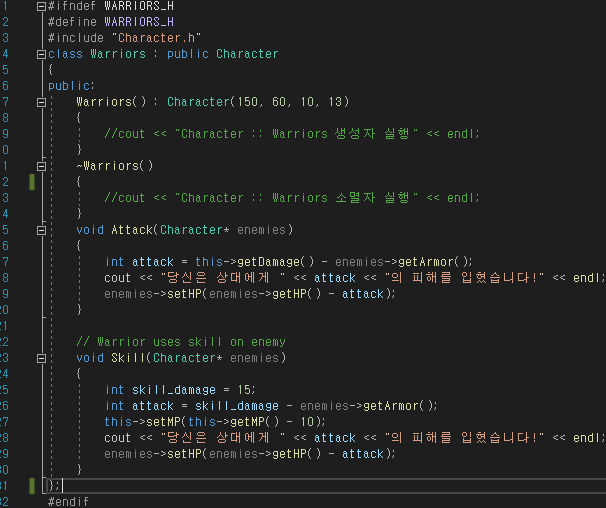 1 #ifndef WARRIORS_H
2 #define WARRIORS_H
3 #include "Character.h"
4 class Warriors : public Character
5 {
6 public:
7 Warriors() : Character(150, 60, 10, 13)
8 {
9 //cout << "Character :: Warriors 생성자 실행" << endl;
0 }
1 ~Warriors()
2 {
3 //cout << "Character :: Warriors 소멸자 실행" << endl;
4 }
5 void Attack(Character* enemies)
6 {
7 int attack = this->getDamage() - enemies->getArmor();
8 cout << "당신은 상대에게 " << attack << "의 피해를 입혔습니다!" << endl;
9 enemies->setHP(enemies->getHP() - attack);
20 }
21
22 // Warrior uses skill on enemy
23 void Skill(Character* enemies)
24 {
25 int skill_damage = 15;
26 int attack = skill_damage - enemies->getArmor();
27 this->setMP(this->getMP() - 10);
28 cout << "당신은 상대에게 " << attack << "의 피해를 입혔습니다!" << endl;
29 enemies->setHP(enemies->getHP() - attack);
30 }
31 };
32 #endif